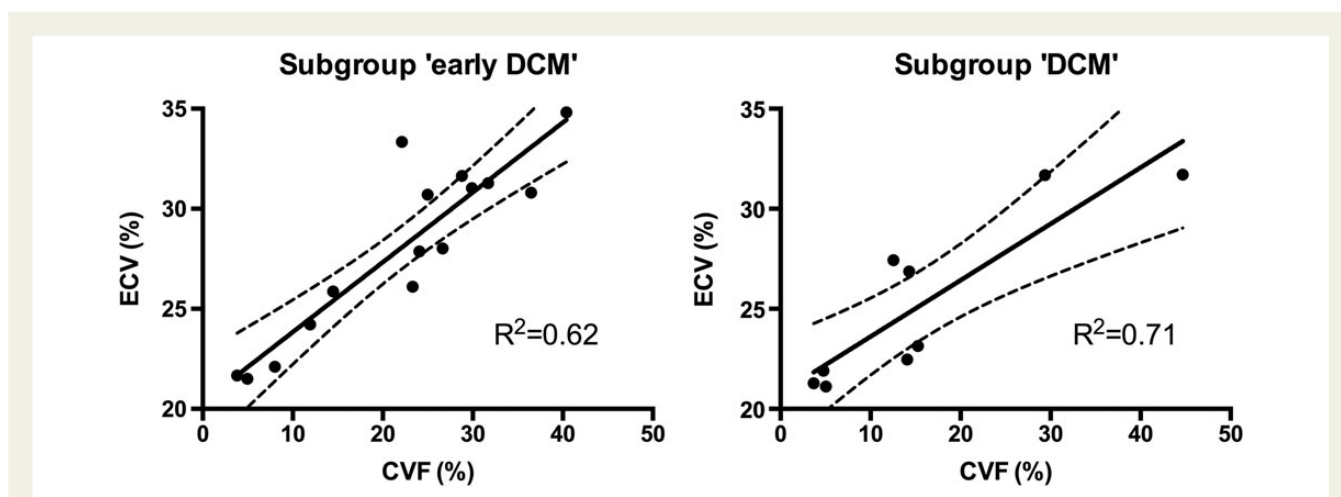 Subgroup 'early DCM'
35
30
25
20
ECV (%)
R²=0.62
0 10 20 30 40 50
CVF (%)
Subgroup 'DCM'
35
30
25
20
ECV (%)
R²=0.71
0 10 20 30 40 50
CVF (%)